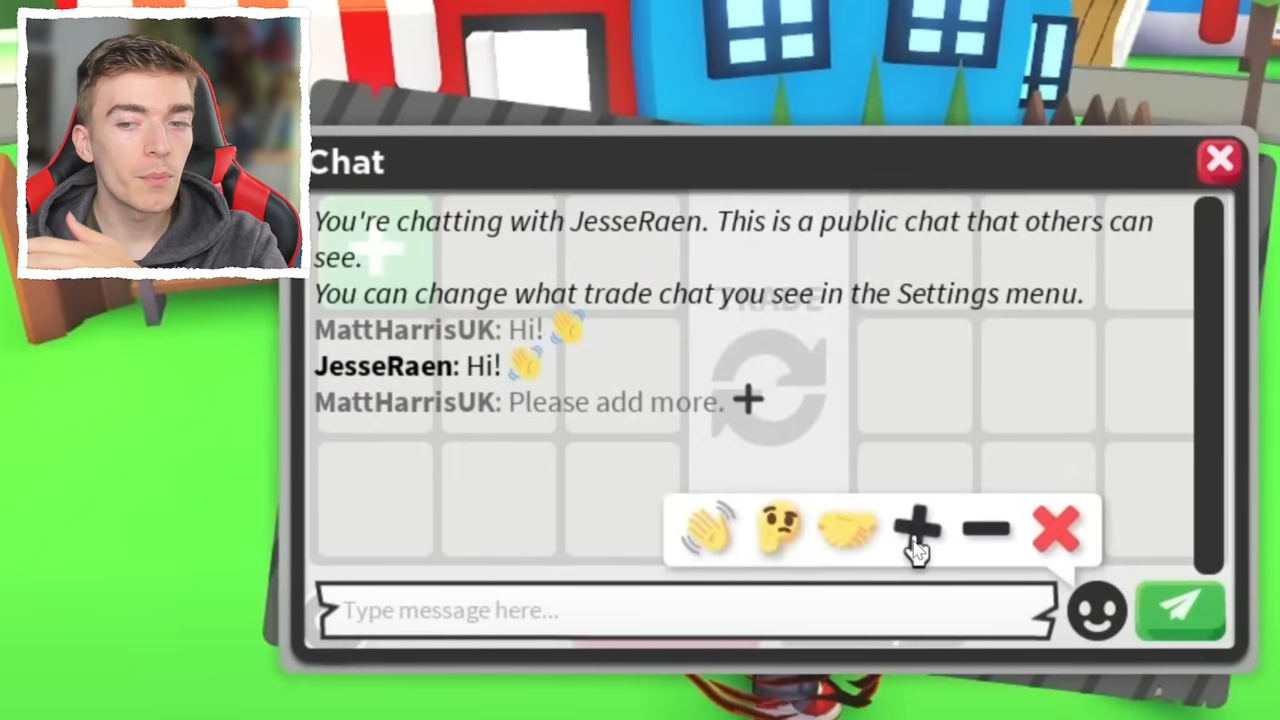 Chat
You're chatting with JesseRaen. This is a public chat that others can
see.
You can change what trade chat you see in the Settings menu.
TRADE
MattHarrisUK: Hi! 👋
JesseRaen: Hi! 👋
MattHarrisUK: Please add more. ➕
Type message here...